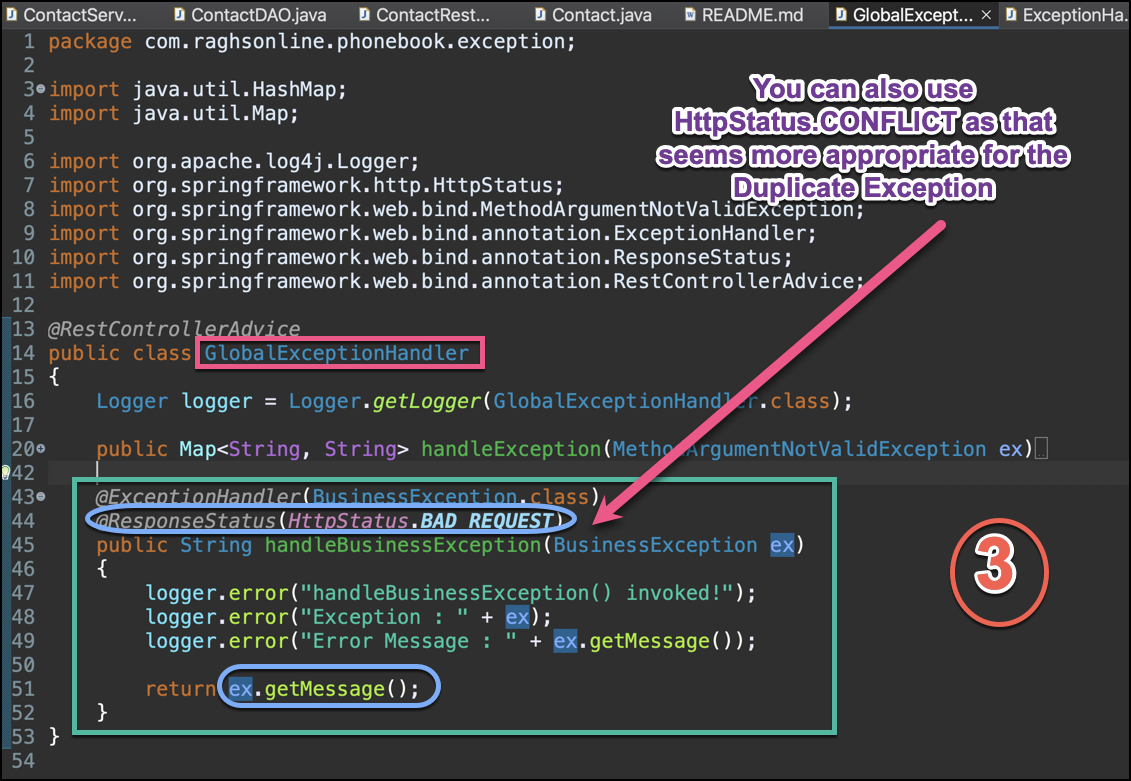 ContactServ... ContactDAO.java ContactRest... Contact.java README.md GlobalExcept... × ExceptionHa.
1 package com.raghsonline.phonebook.exception;
2
3 import java.util.HashMap;
4 import java.util.Map;
5
6 import org.apache.log4j.Logger;
7 import org.springframework.http.HttpStatus;
8 import org.springframework.web.bind.MethodArgumentNotValidException;
9 import org.springframework.web.bind.annotation.ExceptionHandler;
10 import org.springframework.web.bind.annotation.ResponseStatus;
11 import org.springframework.web.bind.annotation.RestControllerAdvice;
12
13 @RestControllerAdvice
14 public class GlobalExceptionHandler
15 {
16 Logger logger = Logger.getLogger(GlobalExceptionHandler.class);
17
20 public Map<String, String> handleException(MethodArgumentNotValidException ex)
42
43 @ExceptionHandler(BusinessException.class)
44 @ResponseStatus(HttpStatus.BAD_REQUEST)
45 public String handleBusinessException(BusinessException ex)
46 {
47 logger.error("handleBusinessException() invoked!");
48 logger.error("Exception : " + ex);
49 logger.error("Error Message : " + ex.getMessage());
50
51 return ex.getMessage();
52 }
53 }
54
You can also use
HttpStatus.CONFLICT as that
seems more appropriate for the
Duplicate Exception
3